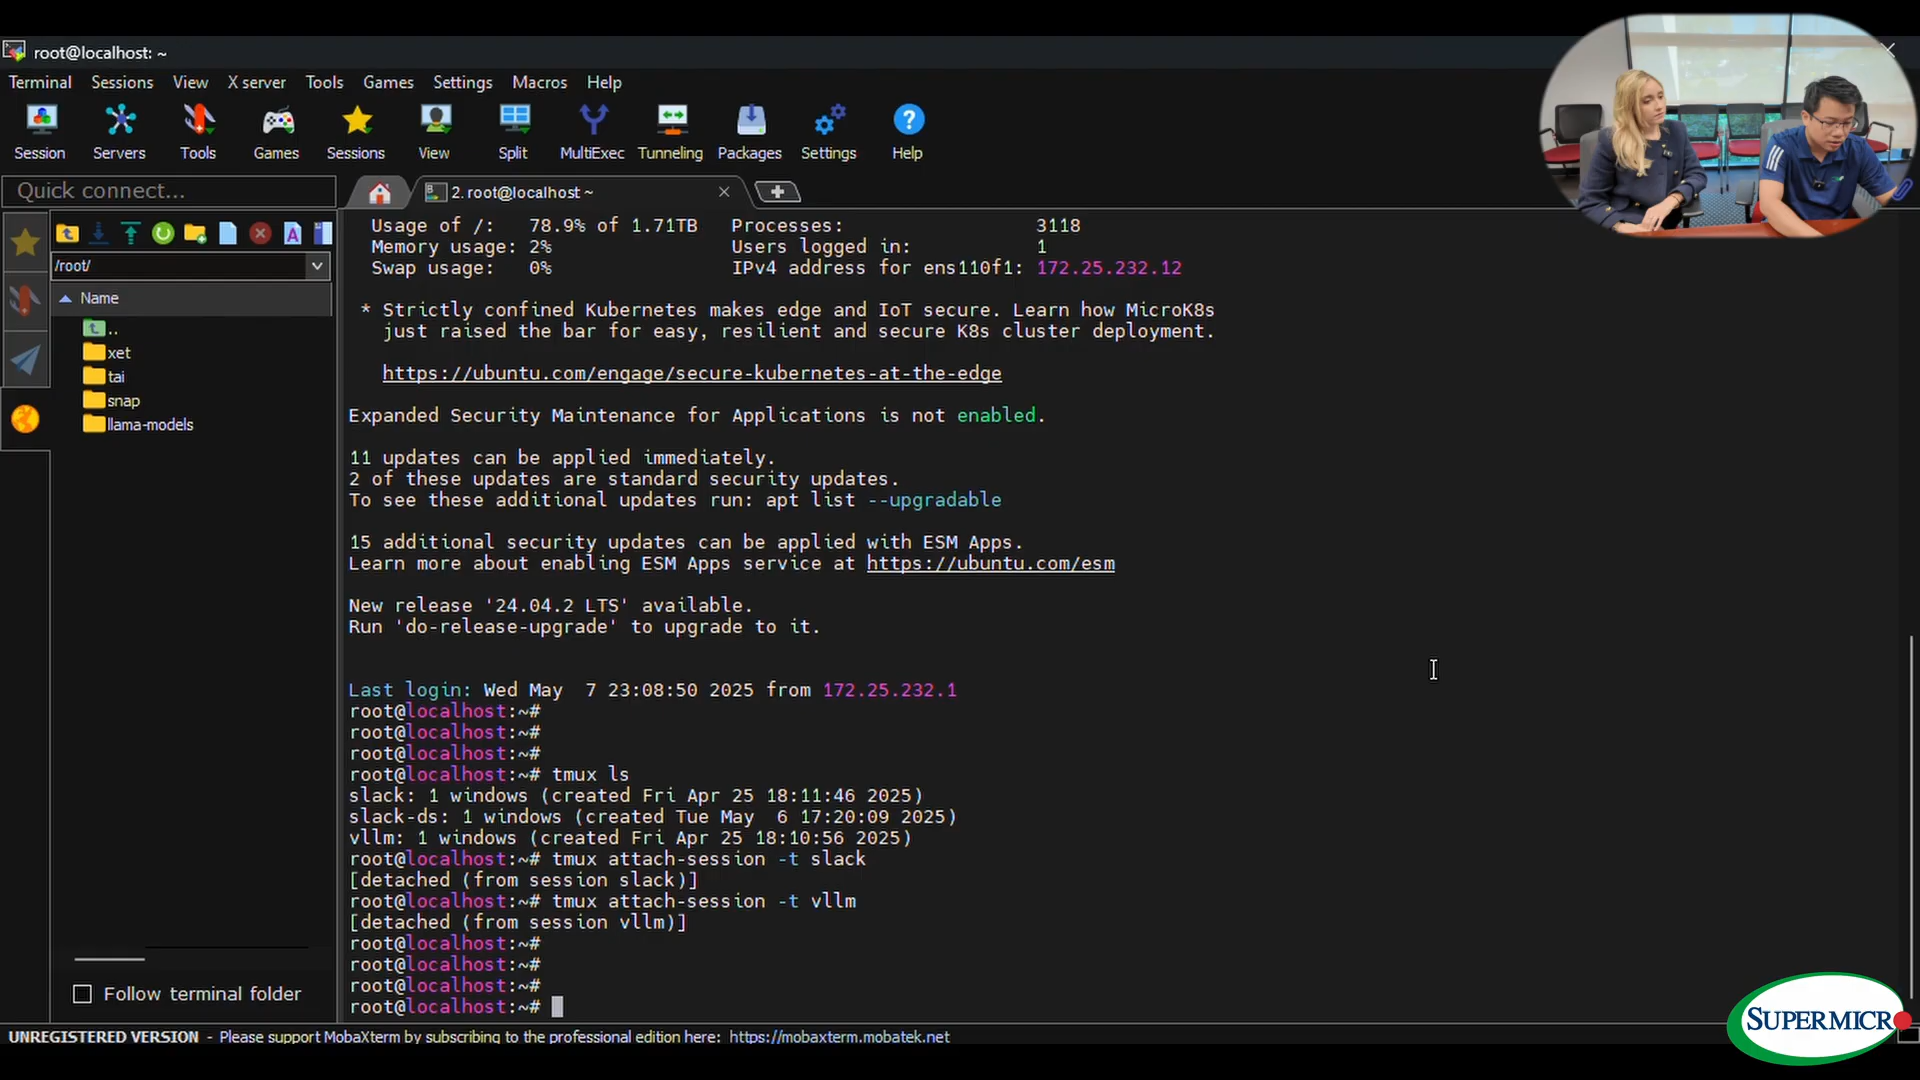 root@localhost: ~
Terminal Sessions View X server Tools Games Settings Macros Help
Session Servers Tools Games Sessions View Split MultiExec Tunneling Packages Settings Help
Quick connect...
2. root@localhost ~
/root/
Name
..
xet
tai
snap
llama-models
Follow terminal folder
Usage of /: 78.9% of 1.71TB Processes: 3118
Memory usage: 2% Users logged in: 1
Swap usage: 0% IPv4 address for ens110f1: 172.25.232.12
* Strictly confined Kubernetes makes edge and IoT secure. Learn how MicroK8s
just raised the bar for easy, resilient and secure K8s cluster deployment.
https://ubuntu.com/engage/secure-kubernetes-at-the-edge
Expanded Security Maintenance for Applications is not enabled.
11 updates can be applied immediately.
2 of these updates are standard security updates.
To see these additional updates run: apt list --upgradable
15 additional security updates can be applied with ESM Apps.
Learn more about enabling ESM Apps service at https://ubuntu.com/esm
New release '24.04.2 LTS' available.
Run 'do-release-upgrade' to upgrade to it.
Last login: Wed May  7 23:08:50 2025 from 172.25.232.1
root@localhost:~#
root@localhost:~#
root@localhost:~#
root@localhost:~# tmux ls
slack: 1 windows (created Fri Apr 25 18:11:46 2025)
slack-ds: 1 windows (created Tue May  6 17:20:09 2025)
vllm: 1 windows (created Fri Apr 25 18:10:56 2025)
root@localhost:~# tmux attach-session -t slack
[detached (from session slack)]
root@localhost:~# tmux attach-session -t vllm
[detached (from session vllm)]
root@localhost:~#
root@localhost:~#
root@localhost:~#
root@localhost:~#
UNREGISTERED VERSION - Please support MobaXterm by subscribing to the professional edition here: https://mobaxterm.mobatek.net
SUPERMICR